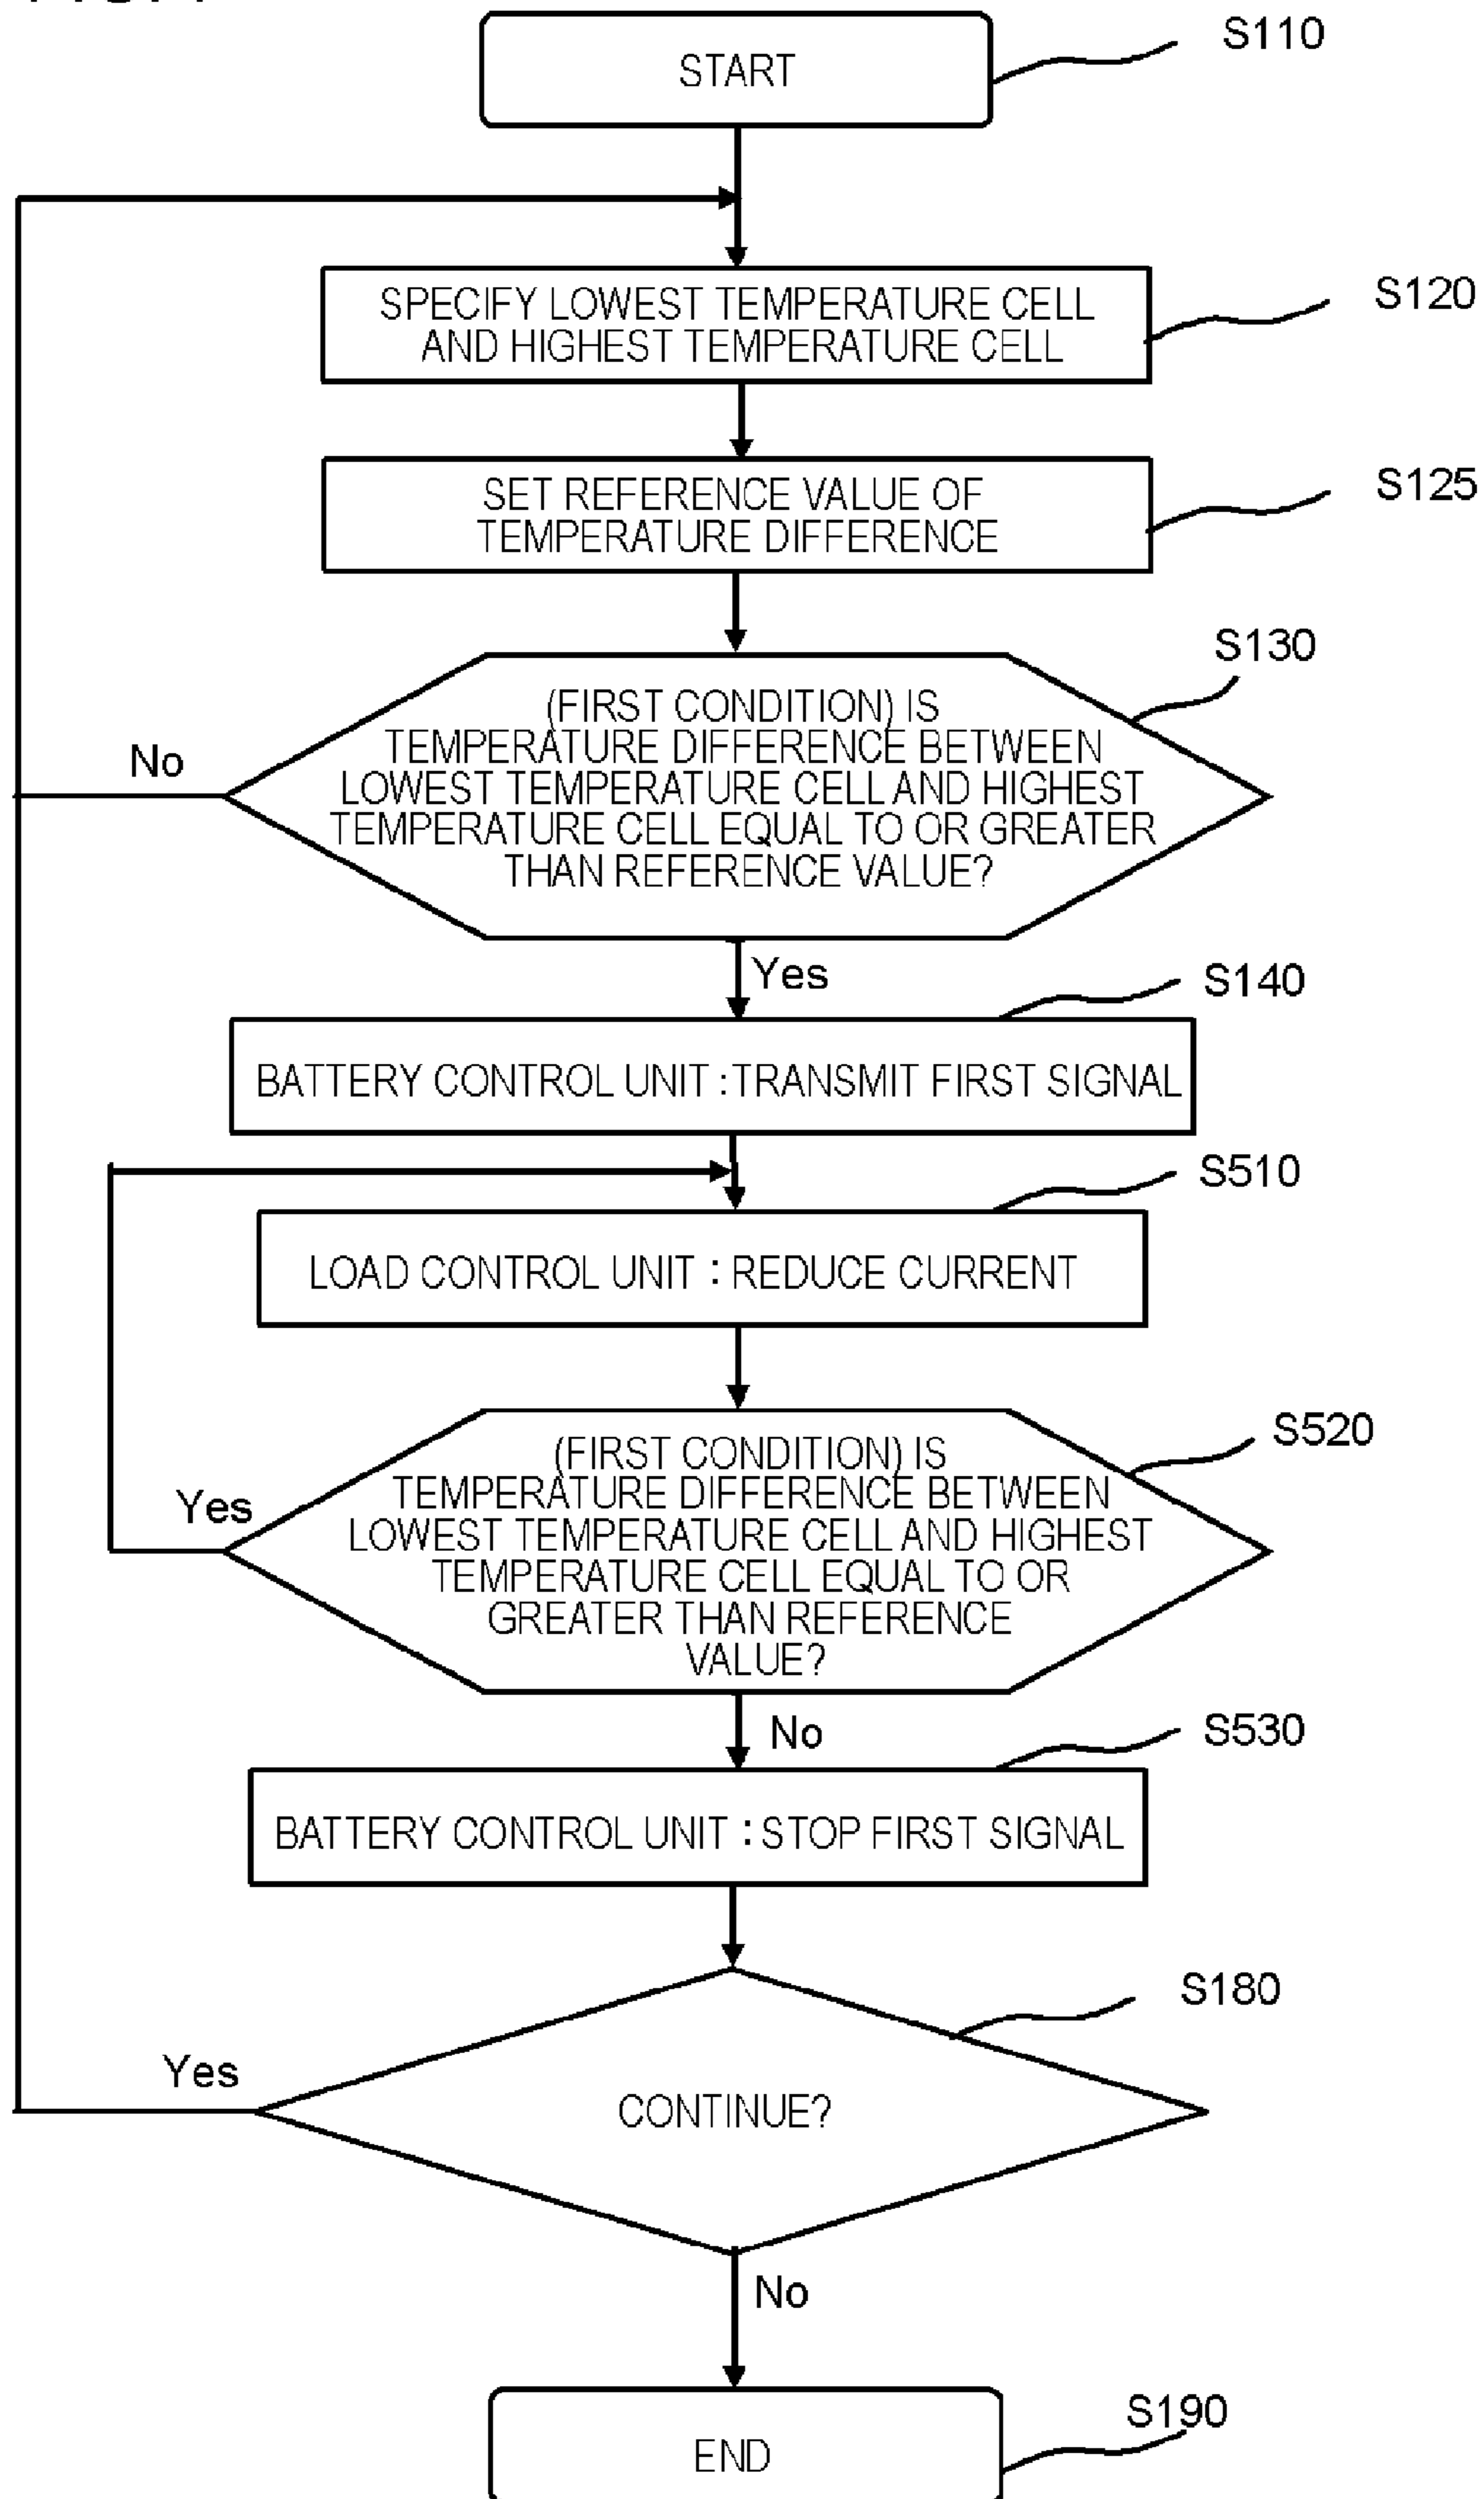 START
S110
SPECIFY LOWEST TEMPERATURE CELL
AND HIGHEST TEMPERATURE CELL
S120
SET REFERENCE VALUE OF
TEMPERATURE DIFFERENCE
S125
S130
(FIRST CONDITION) IS
TEMPERATURE DIFFERENCE BETWEEN
LOWEST TEMPERATURE CELL AND HIGHEST
TEMPERATURE CELL EQUAL TO OR GREATER
THAN REFERENCE VALUE?
No
Yes
S140
BATTERY CONTROL UNIT : TRANSMIT FIRST SIGNAL
S510
LOAD CONTROL UNIT : REDUCE CURRENT
S520
(FIRST CONDITION) IS
TEMPERATURE DIFFERENCE BETWEEN
LOWEST TEMPERATURE CELL AND HIGHEST
TEMPERATURE CELL EQUAL TO OR
GREATER THAN REFERENCE
VALUE?
Yes
No
S530
BATTERY CONTROL UNIT : STOP FIRST SIGNAL
S180
CONTINUE?
Yes
No
S190
END